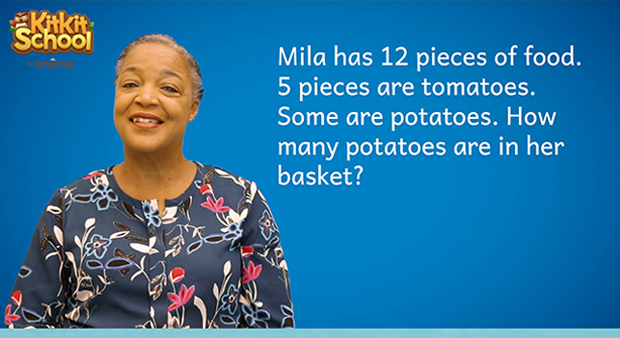 KitKit
School
Mila has 12 pieces of food.
5 pieces are tomatoes.
Some are potatoes. How
many potatoes are in her
basket?